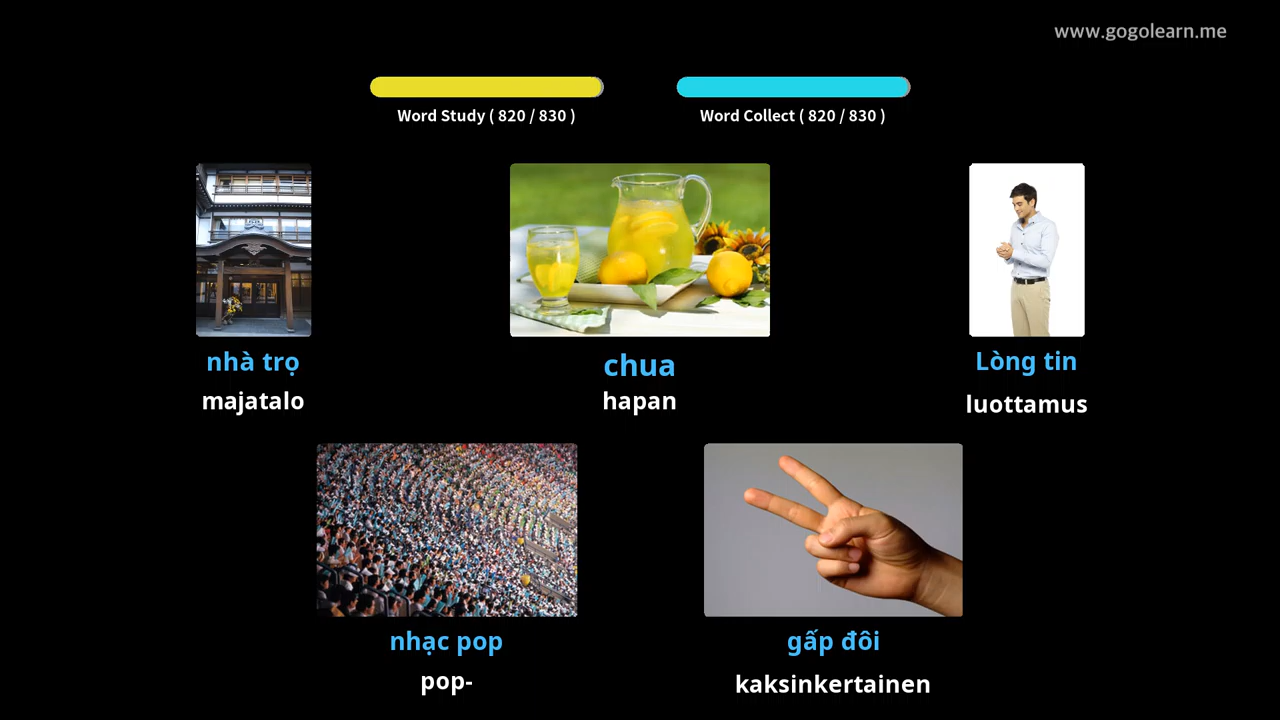 www.gogolearn.me
Word Study ( 820 / 830 )
Word Collect ( 820 / 830 )
nhà trọ
majatalo
chua
hapan
Lòng tin
luottamus
nhạc pop
pop-
gấp đôi
kaksinkertainen